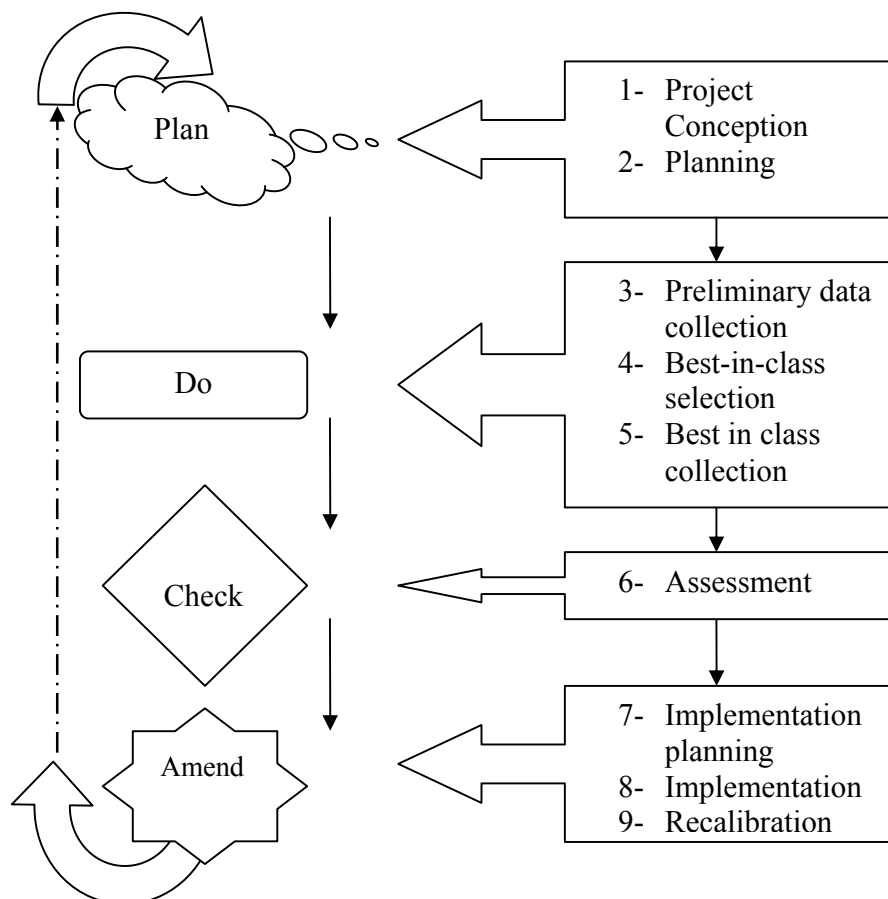 Plan
1- Project
Conception
2- Planning
3- Preliminary data
collection
4- Best-in-class
selection
5- Best in class
collection
Do
6- Assessment
Check
7- Implementation
planning
8- Implementation
9- Recalibration
Amend